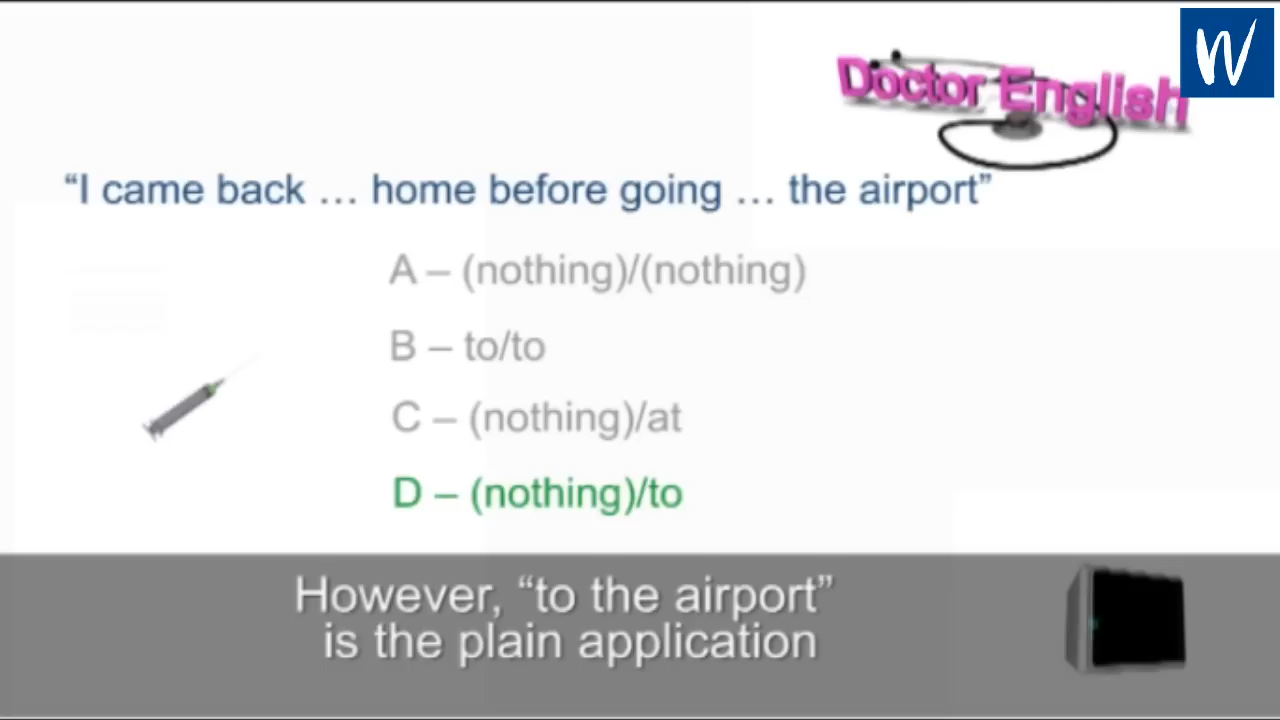 W
Doctor English
“I came back … home before going … the airport”
A – (nothing)/(nothing)
B – to/to
C – (nothing)/at
D – (nothing)/to
However, “to the airport”
is the plain application